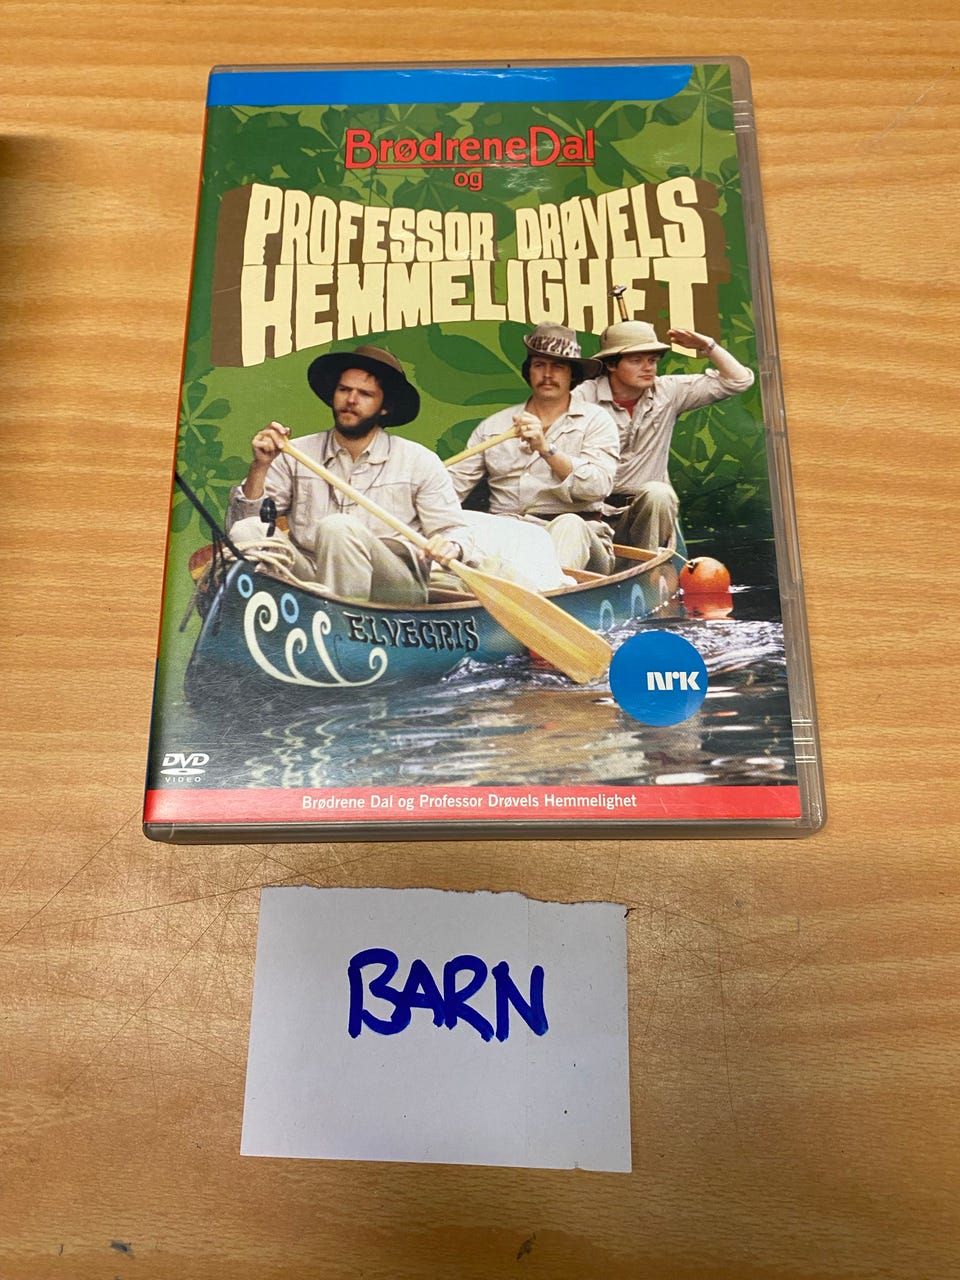 BrødreneDal
og
PROFESSOR DRØVELS
HEMMELIGHET
ELVEGRIS
nrk
DVD
VIDEO
Brødrene Dal og Professor Drøvels Hemmelighet
BARN